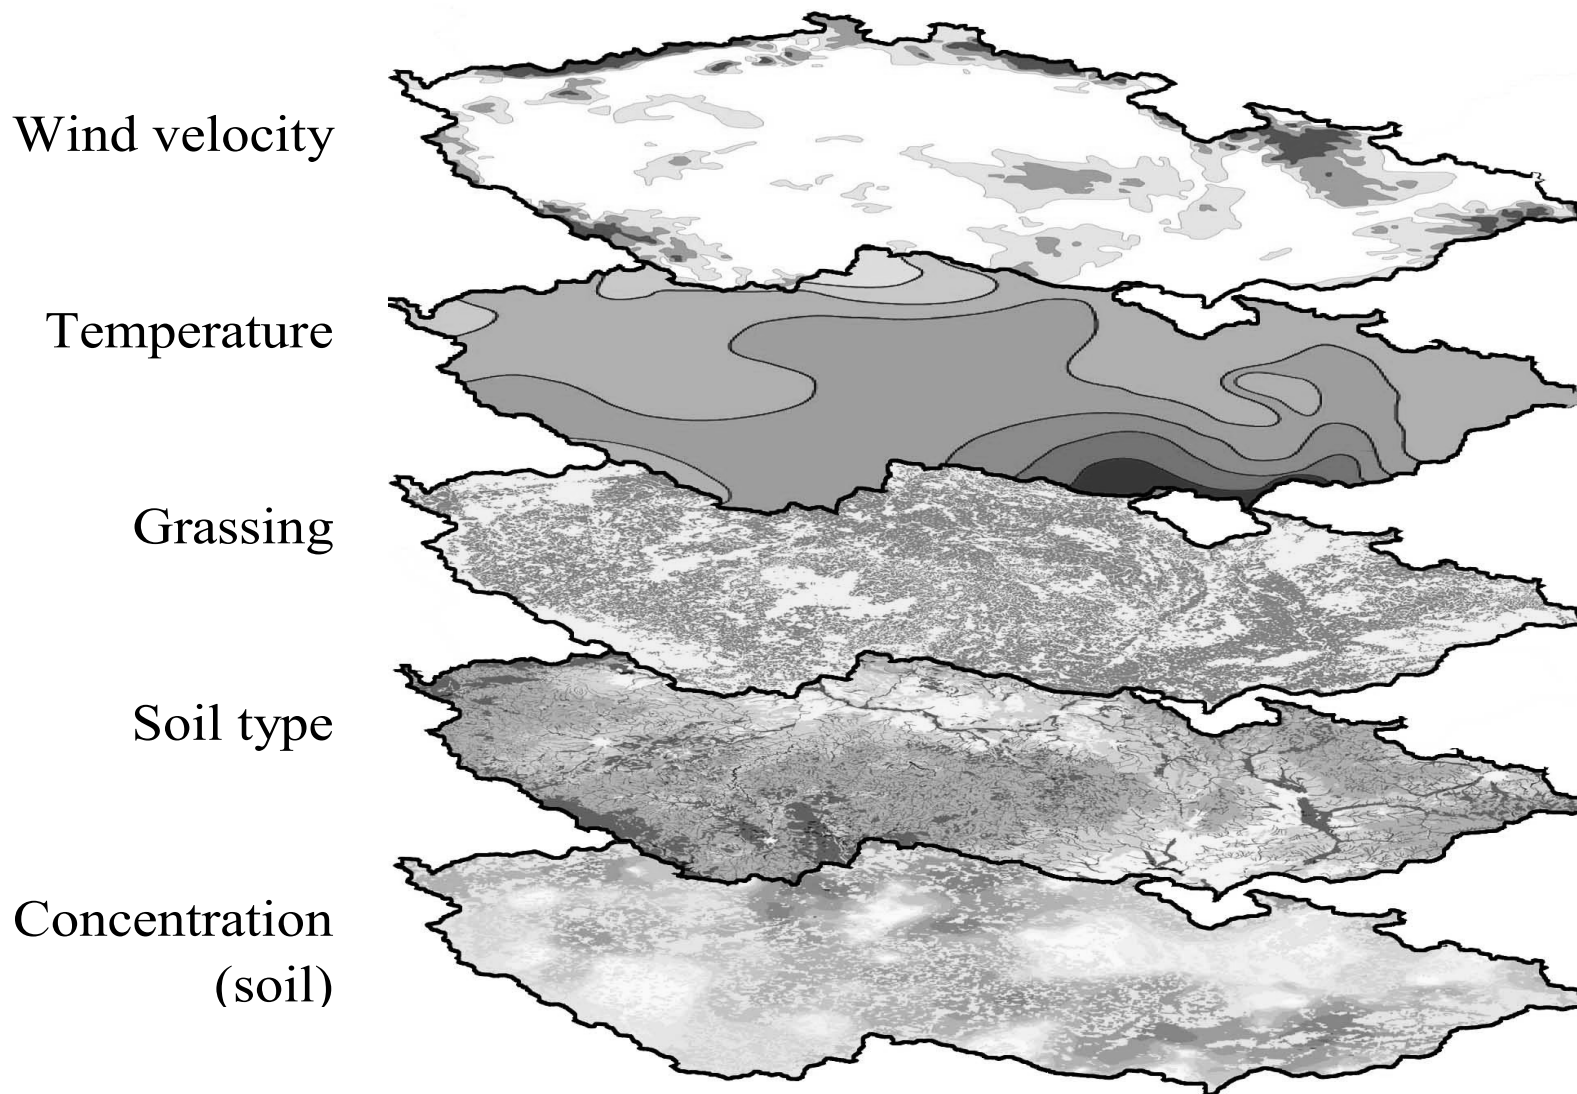 Wind velocity
Temperature
Grassing
Soil type
Concentration
(soil)